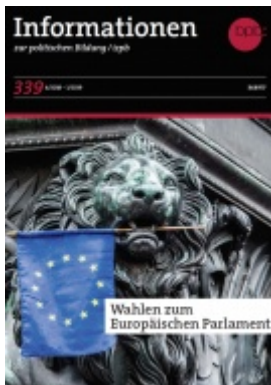 Informationen
bpb:
zur politischen Bildung / izpb
339
Wahlen zum
Europäischen Parlament